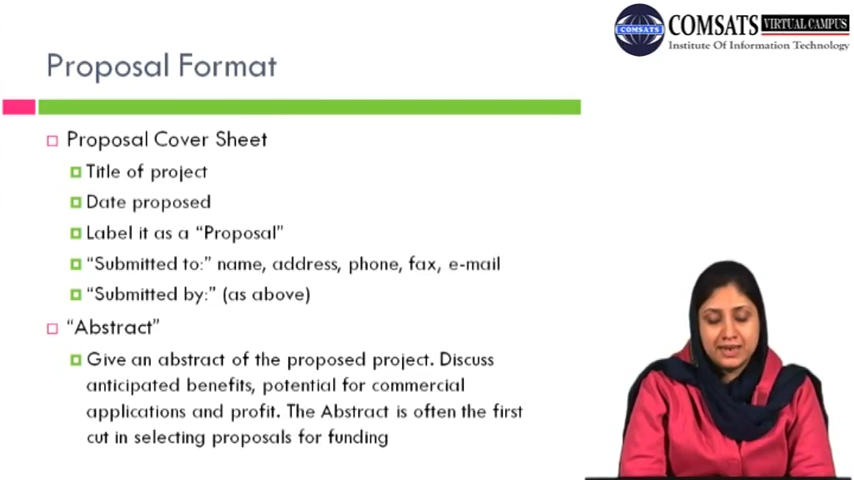 COMSATS VIRTUAL CAMPUS
Institute Of Information Technology
COMSATS
Proposal Format
Proposal Cover Sheet
Title of project
Date proposed
Label it as a “Proposal”
“Submitted to:” name, address, phone, fax, e-mail
“Submitted by:” (as above)
“Abstract”
Give an abstract of the proposed project. Discuss
anticipated benefits, potential for commercial
applications and profit. The Abstract is often the first
cut in selecting proposals for funding